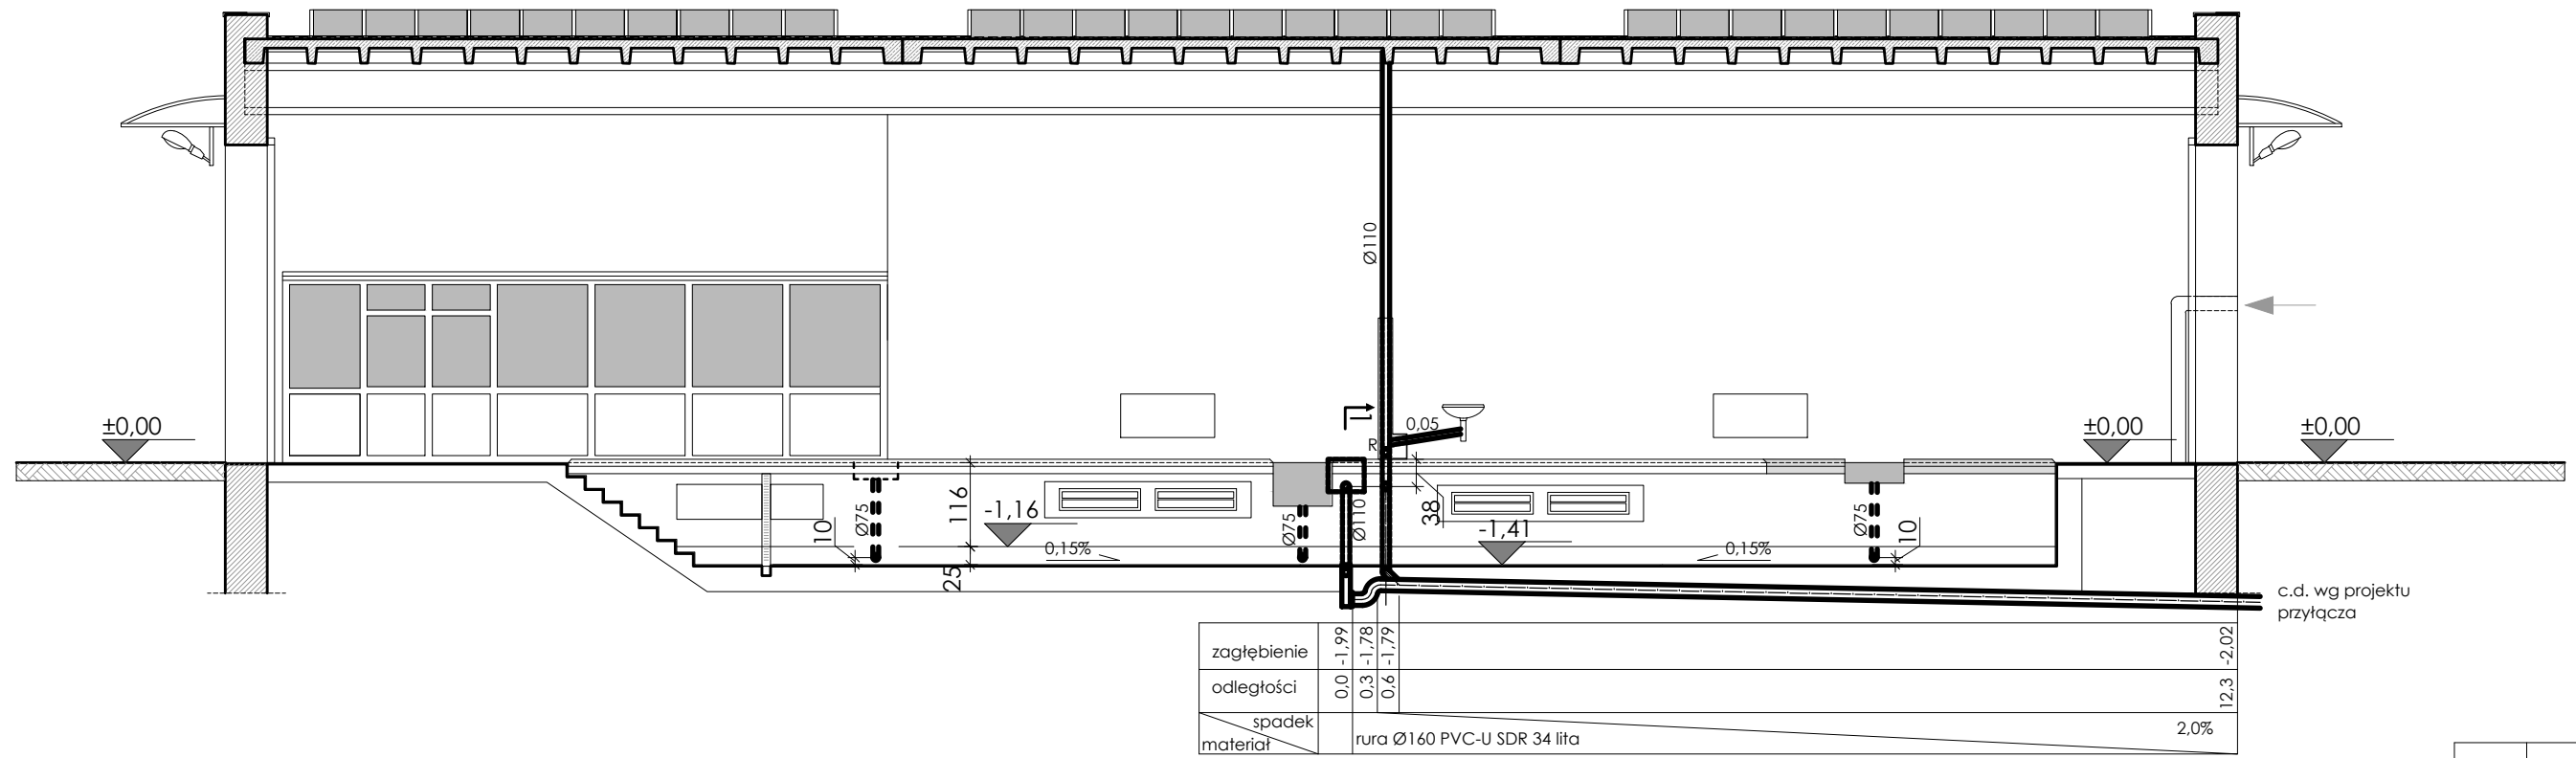 Ø110
±0,00
±0,00
±0,00
0,05
R
L
10
Ø75
116
-1,16
0,15%
25
Ø75
Ø110
38
-1,41
0,15%
Ø75
10
c.d. wg projektu
przyłącza
zagłębienie -1,99 -1,78 -1,79 -2,02
odległości 0,0 0,3 0,6 12,3
spadek 2,0%
materiał rura Ø160 PVC-U SDR 34 lita